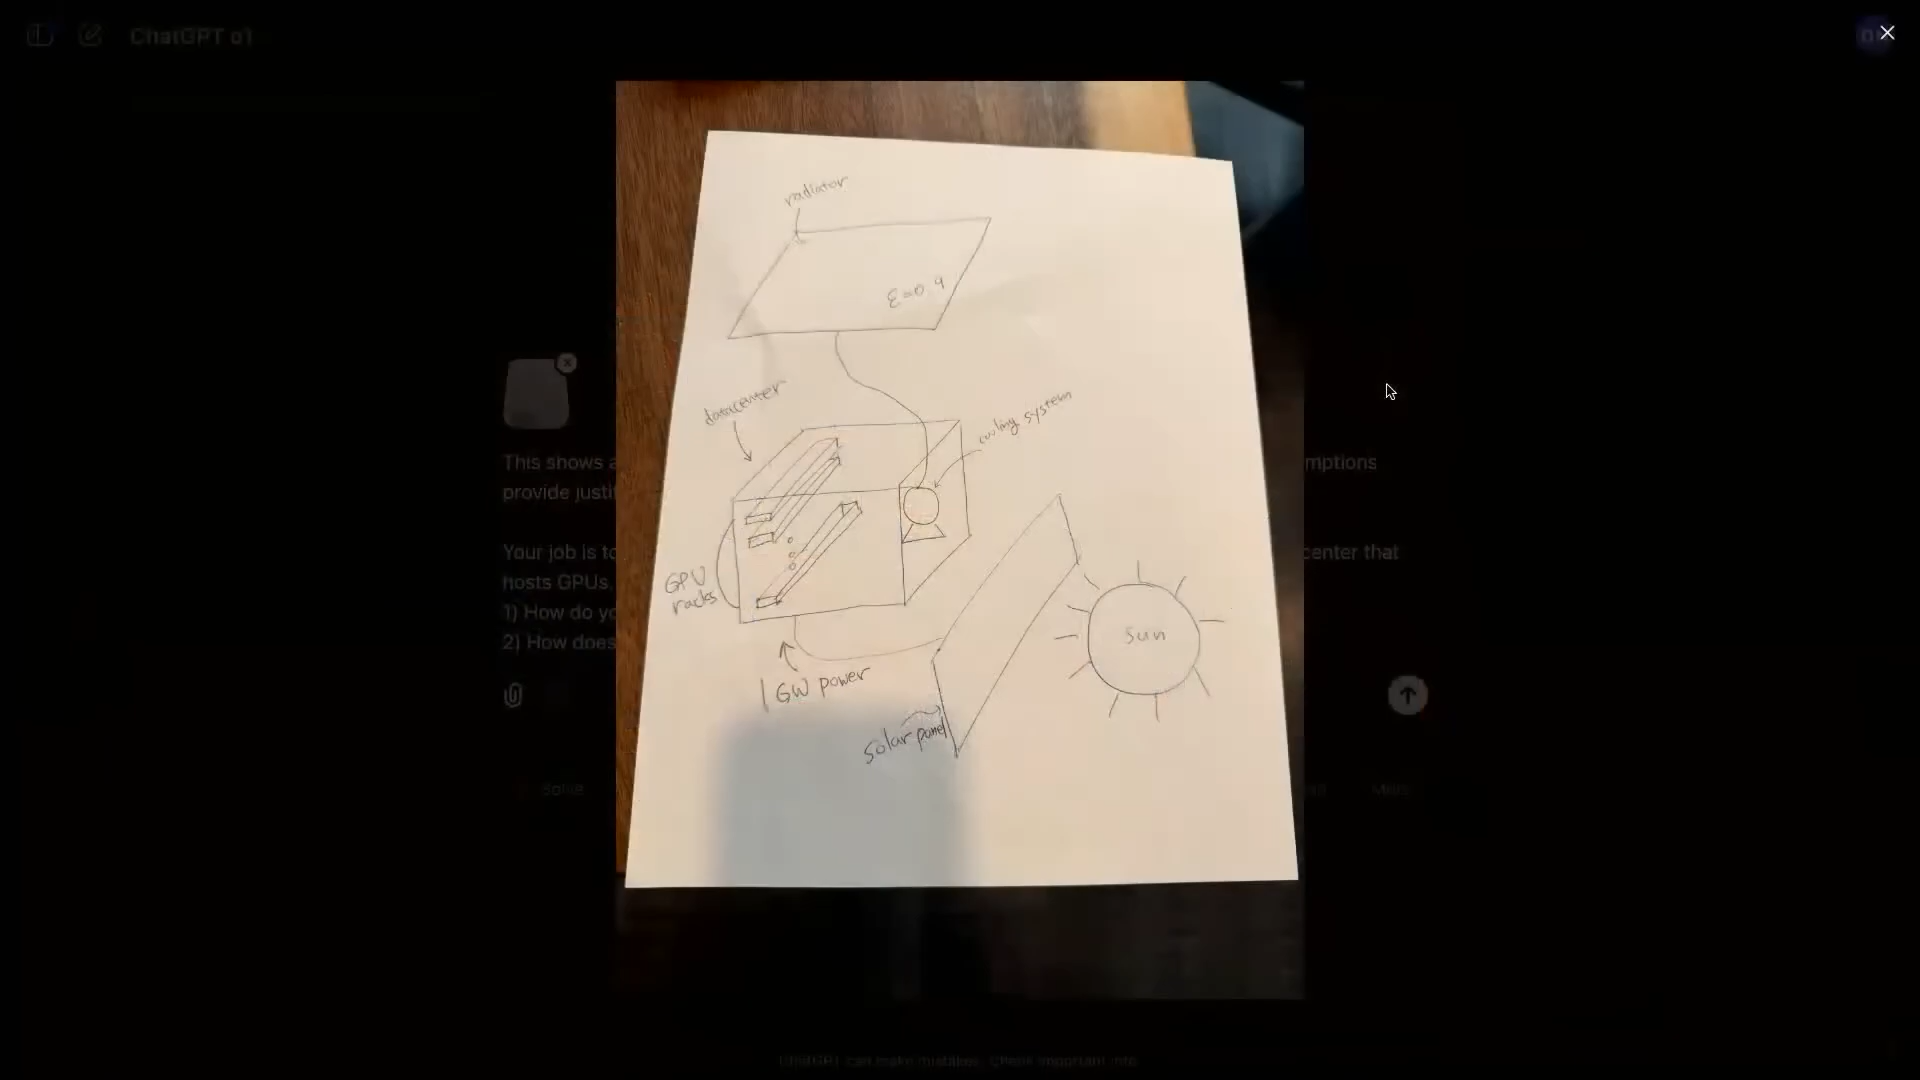 ChatGPT o1
radiator
ε=0.9
datacenter
cooling system
GPU
racks
Sun
1 GW power
solar panel
This shows a
mptions
provide justif
Your job is to
center that
hosts GPUs.
1) How do yo
2) How does
ChatGPT can make mistakes. Check important info.